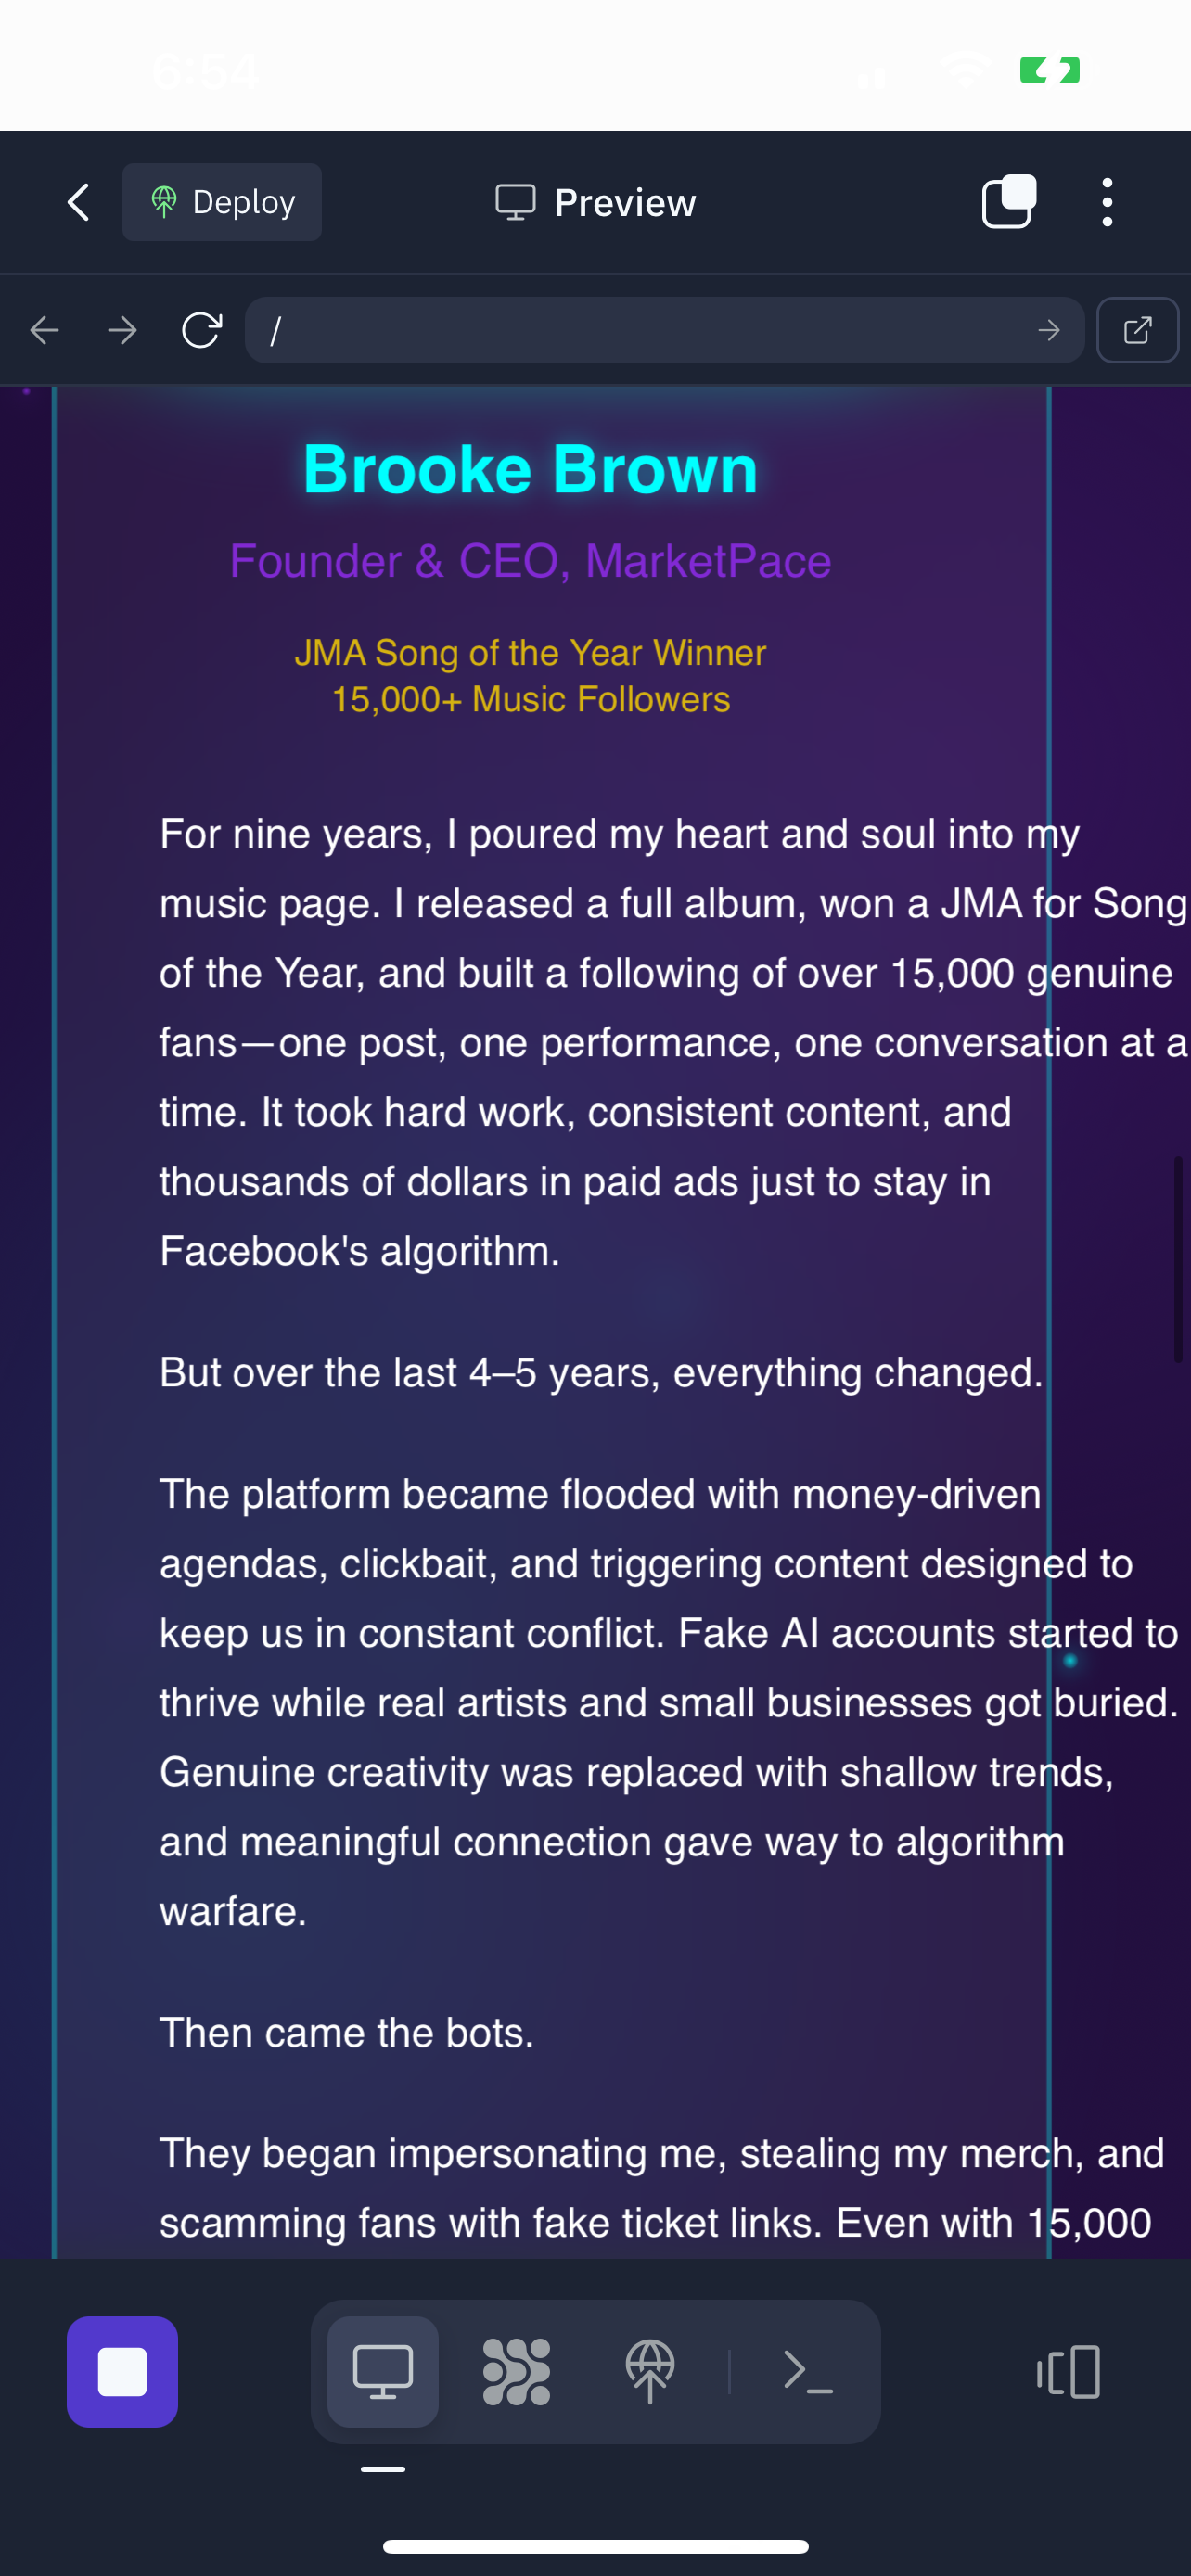 6:54
Deploy
Preview
/
Brooke Brown
Founder & CEO, MarketPace
JMA Song of the Year Winner
15,000+ Music Followers
For nine years, I poured my heart and soul into my
music page. I released a full album, won a JMA for Song
of the Year, and built a following of over 15,000 genuine
fans—one post, one performance, one conversation at a
time. It took hard work, consistent content, and
thousands of dollars in paid ads just to stay in
Facebook's algorithm.
But over the last 4–5 years, everything changed.
The platform became flooded with money-driven
agendas, clickbait, and triggering content designed to
keep us in constant conflict. Fake AI accounts started to
thrive while real artists and small businesses got buried.
Genuine creativity was replaced with shallow trends,
and meaningful connection gave way to algorithm
warfare.
Then came the bots.
They began impersonating me, stealing my merch, and
scamming fans with fake ticket links. Even with 15,000